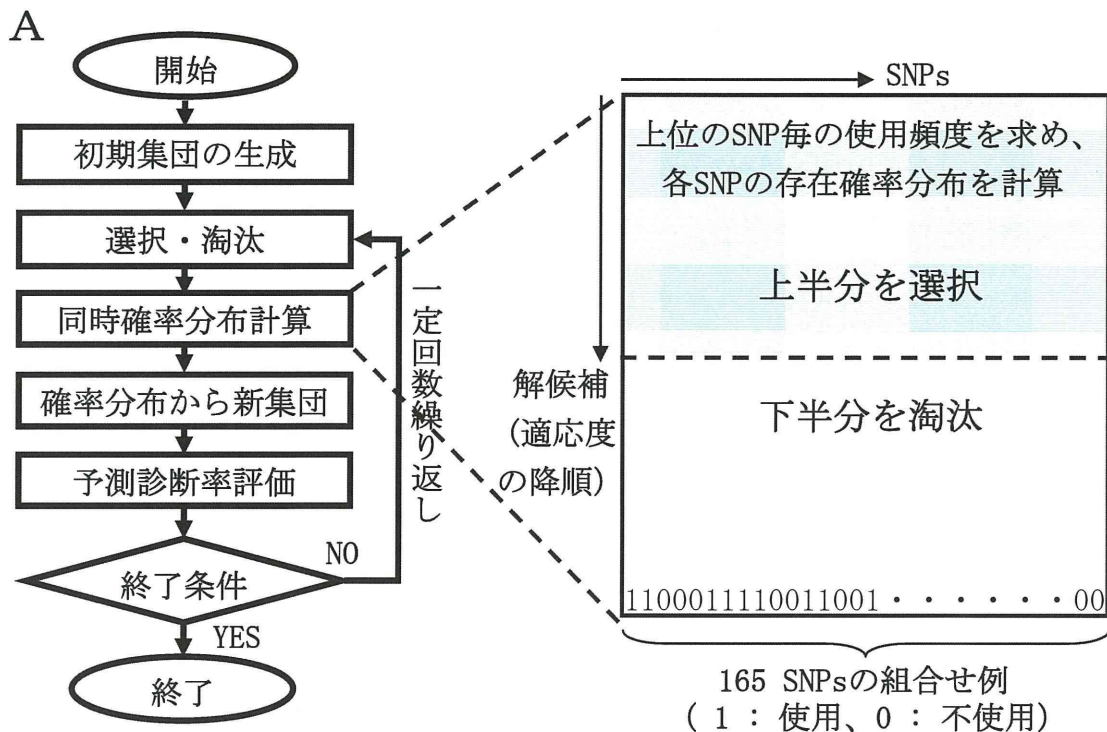 A
開始
初期集団の生成
選択・淘汰
同時確率分布計算
確率分布から新集団
予測診断率評価
終了条件
NO
YES
終了
一定回数繰り返し
SNPs
上位のSNP毎の使用頻度を求め、
各SNPの存在確率分布を計算
上半分を選択
解候補
(適応度
の降順)
下半分を淘汰
11000111110011001・・・・・・00
165 SNPsの組合せ例
( 1 : 使用、0 : 不使用)